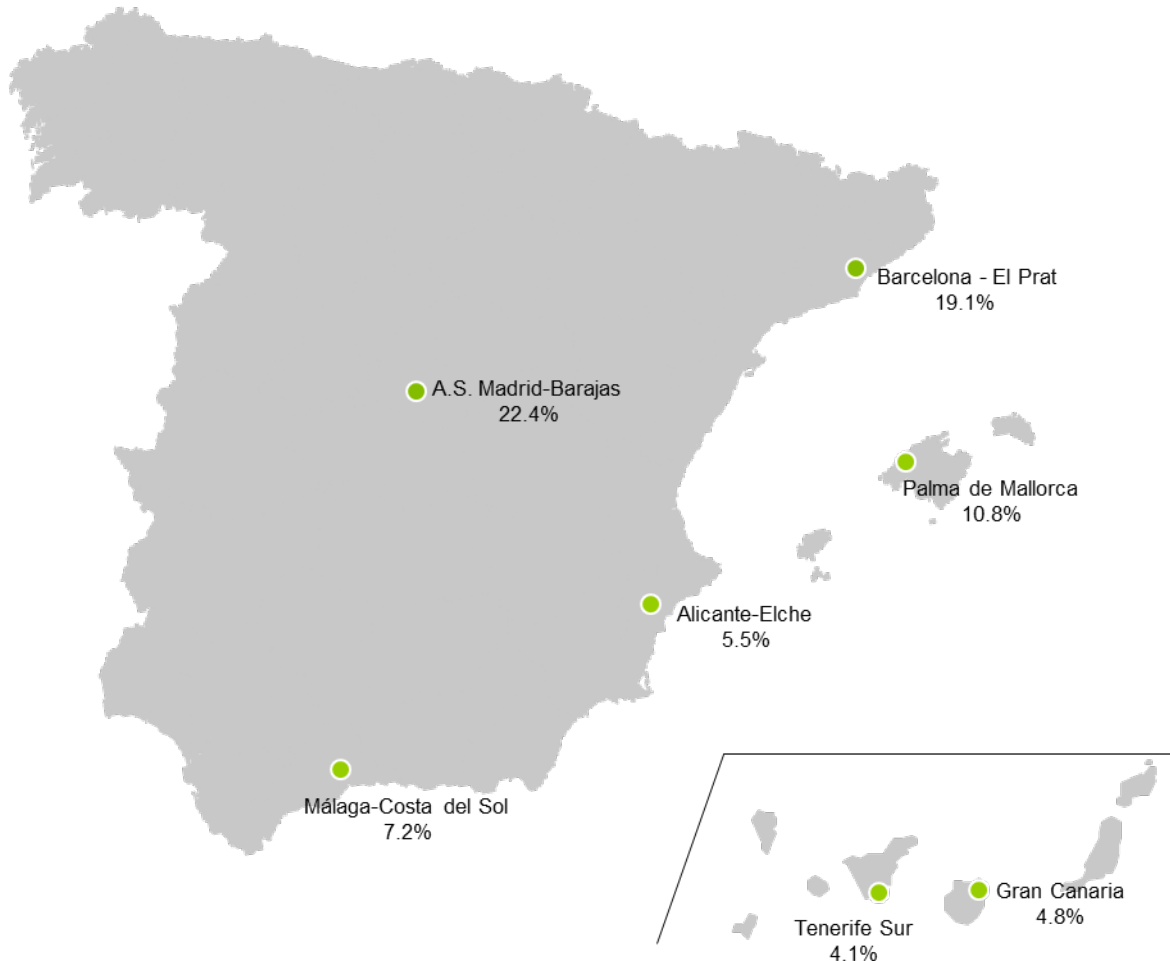 Barcelona - El Prat
19.1%
A.S. Madrid-Barajas
22.4%
Palma de Mallorca
10.8%
Alicante-Elche
5.5%
Málaga-Costa del Sol
7.2%
Gran Canaria
4.8%
Tenerife Sur
4.1%